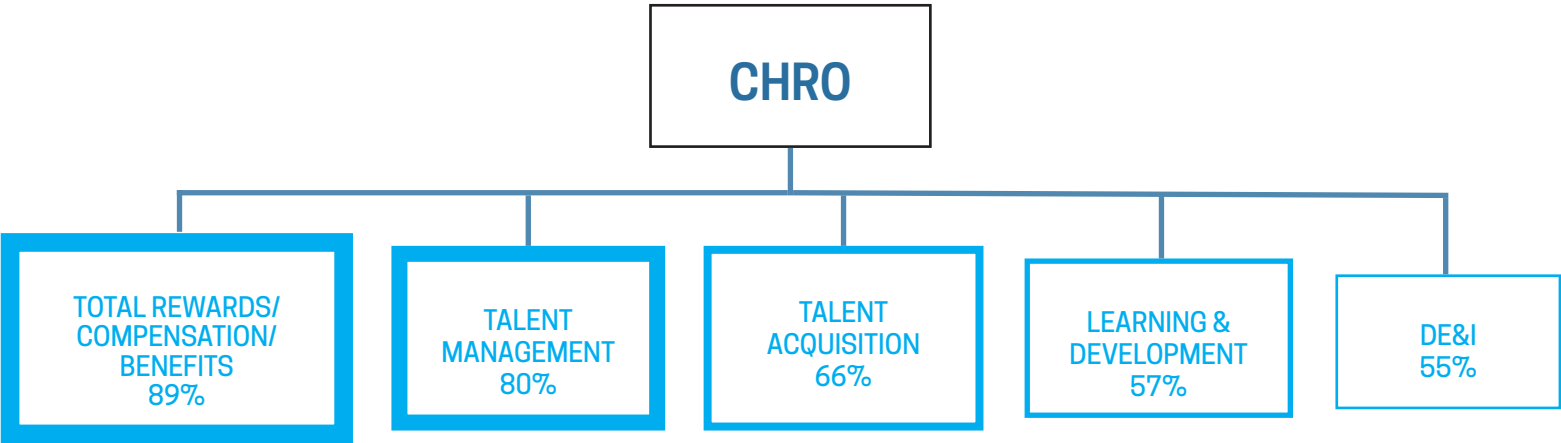 CHRO
TOTAL REWARDS/
COMPENSATION/
BENEFITS
89%
TALENT
MANAGEMENT
80%
TALENT
ACQUISITION
66%
LEARNING &
DEVELOPMENT
57%
DE&I
55%